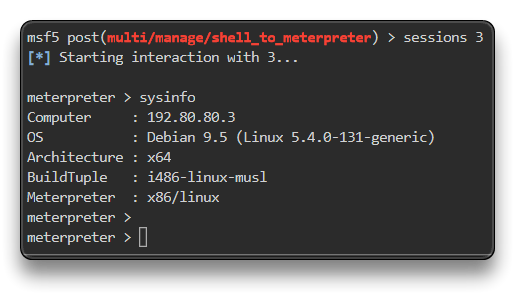 msf5 post(multi/manage/shell_to_meterpreter) > sessions 3
[*] Starting interaction with 3...
meterpreter > sysinfo
Computer     : 192.80.80.3
OS           : Debian 9.5 (Linux 5.4.0-131-generic)
Architecture : x64
BuildTuple   : i486-linux-musl
Meterpreter  : x86/linux
meterpreter >
meterpreter >